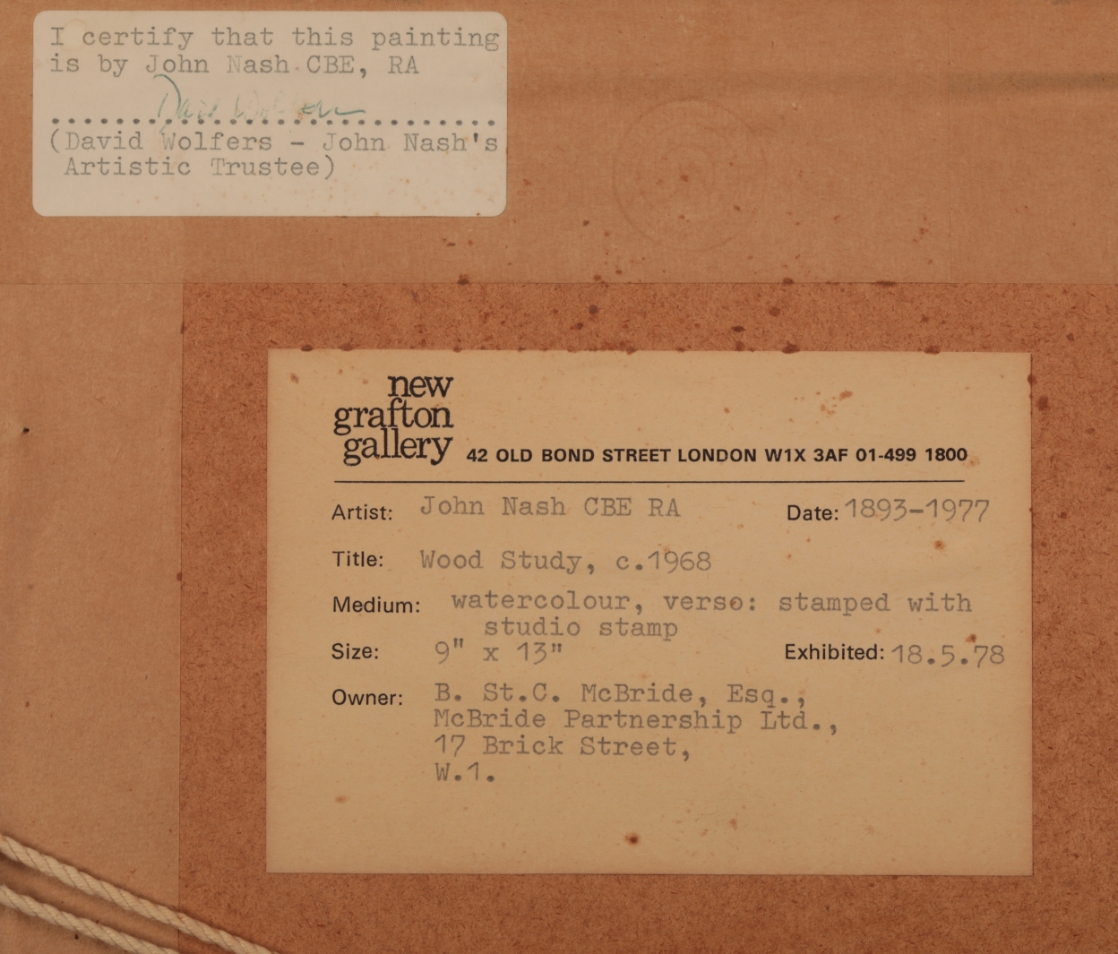 I certify that this painting
is by John Nash CBE, RA
David Wolfers
(David Wolfers - John Nash's
Artistic Trustee)
new
grafton
gallery 42 OLD BOND STREET LONDON W1X 3AF 01-499 1800
Artist: John Nash CBE RA Date: 1893-1977
Title: Wood Study, c.1968
Medium: watercolour, verso: stamped with
studio stamp
Size: 9" x 13" Exhibited: 18.5.78
Owner: B. St.C. McBride, Esq.,
McBride Partnership Ltd.,
17 Brick Street,
W.1.